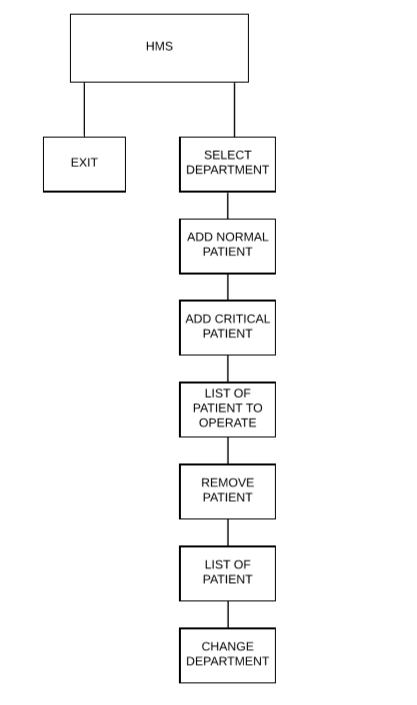 HMS
EXIT
SELECT
DEPARTMENT
ADD NORMAL
PATIENT
ADD CRITICAL
PATIENT
LIST OF
PATIENT TO
OPERATE
REMOVE
PATIENT
LIST OF
PATIENT
CHANGE
DEPARTMENT